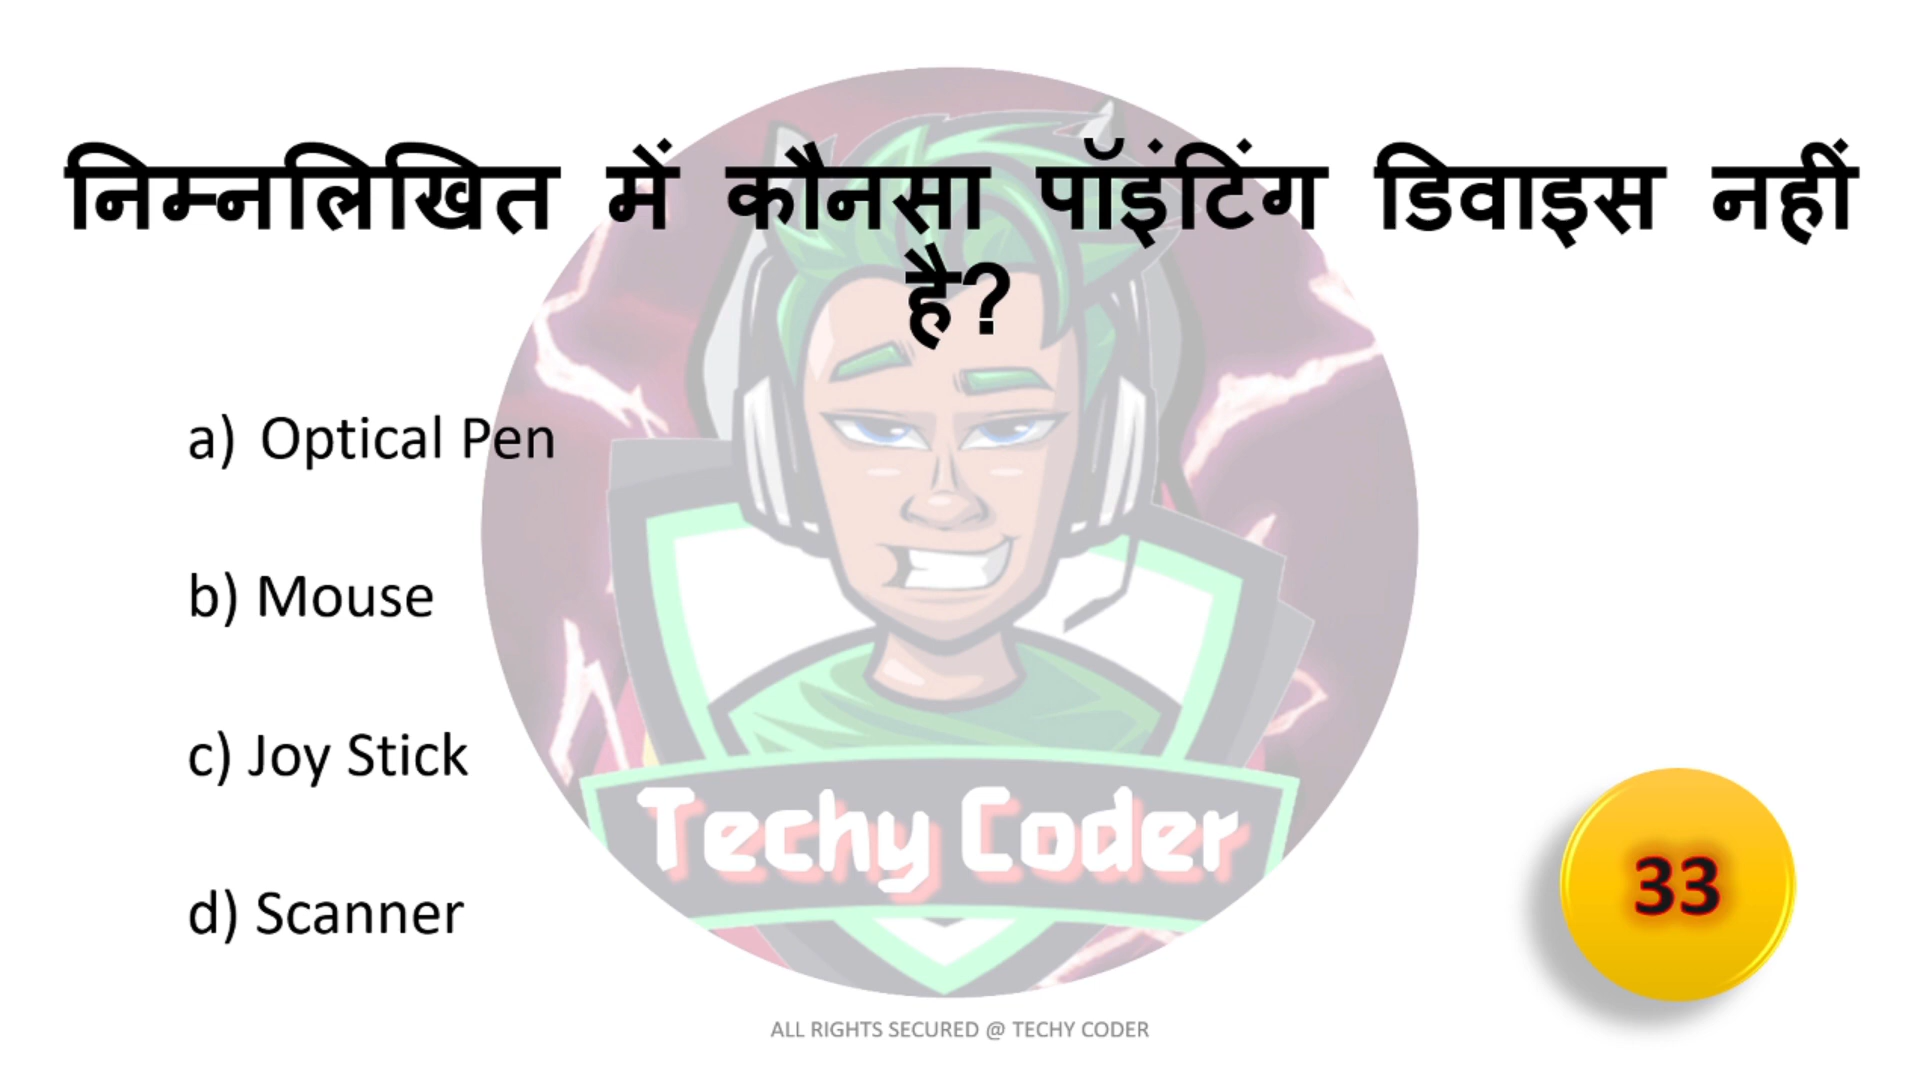 निम्नलिखित में कौनसा पॉइंटिंग डिवाइस नहीं
है?
a) Optical Pen
b) Mouse
c) Joy Stick
d) Scanner
Techy Coder
33
ALL RIGHTS SECURED @ TECHY CODER